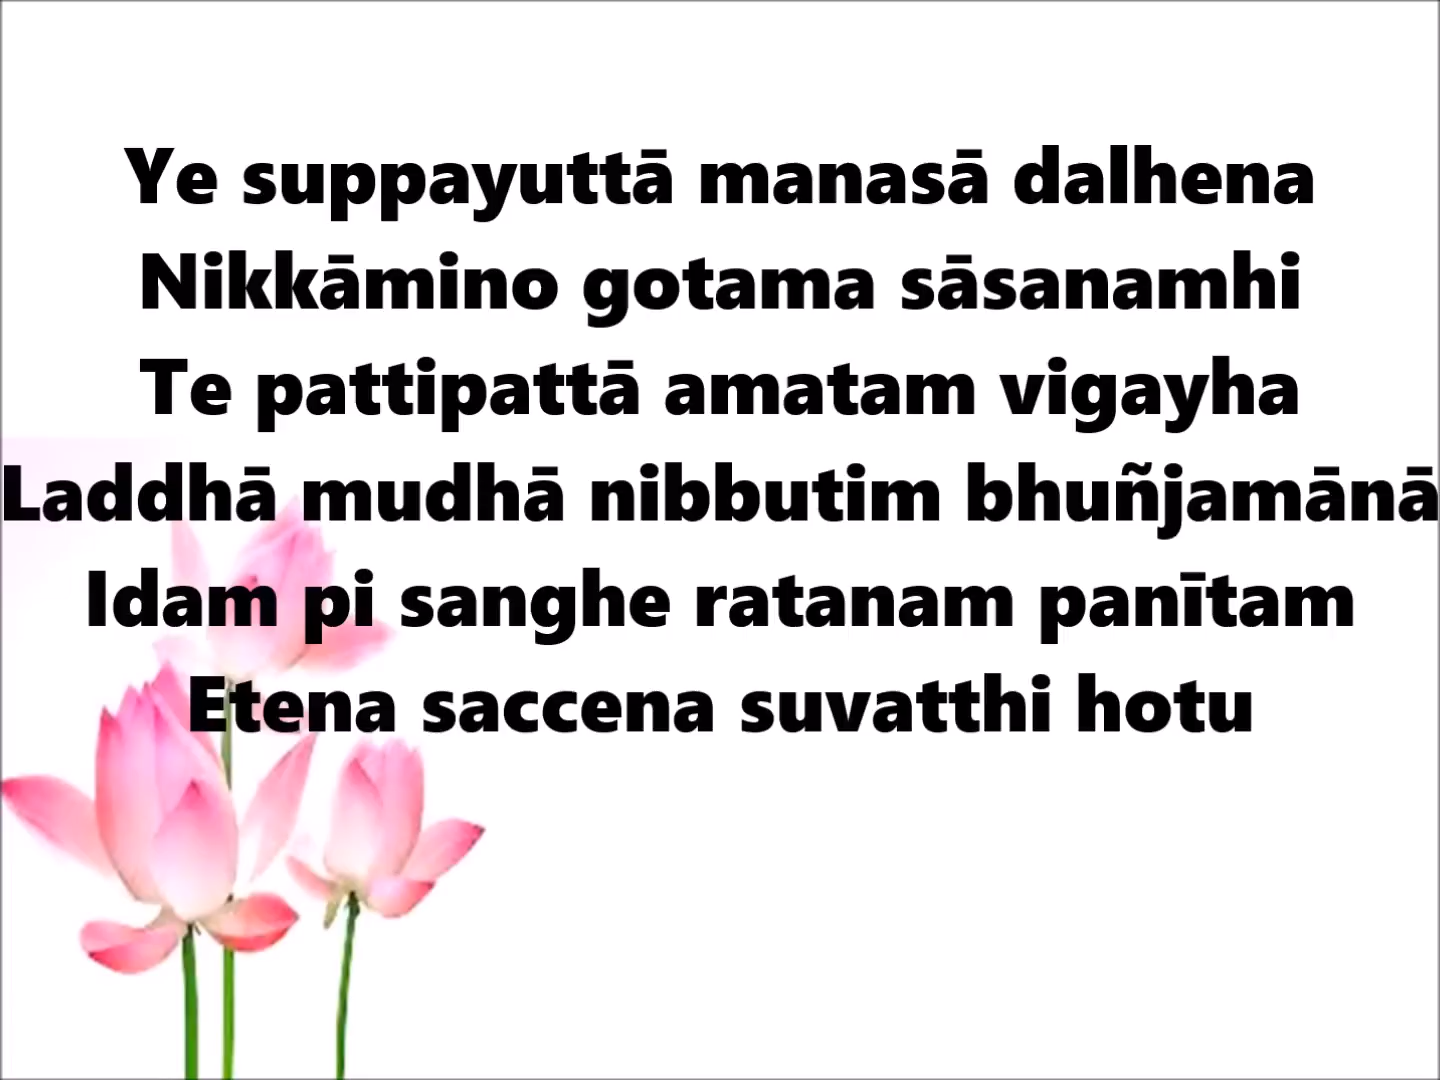 Ye suppayuttā manasā dalhena
Nikkāmino gotama sāsanamhi
Te pattipattā amatam vigayha
Laddhā mudhā nibbutim bhuñjamānā
Idam pi sanghe ratanam panītam
Etena saccena suvatthi hotu